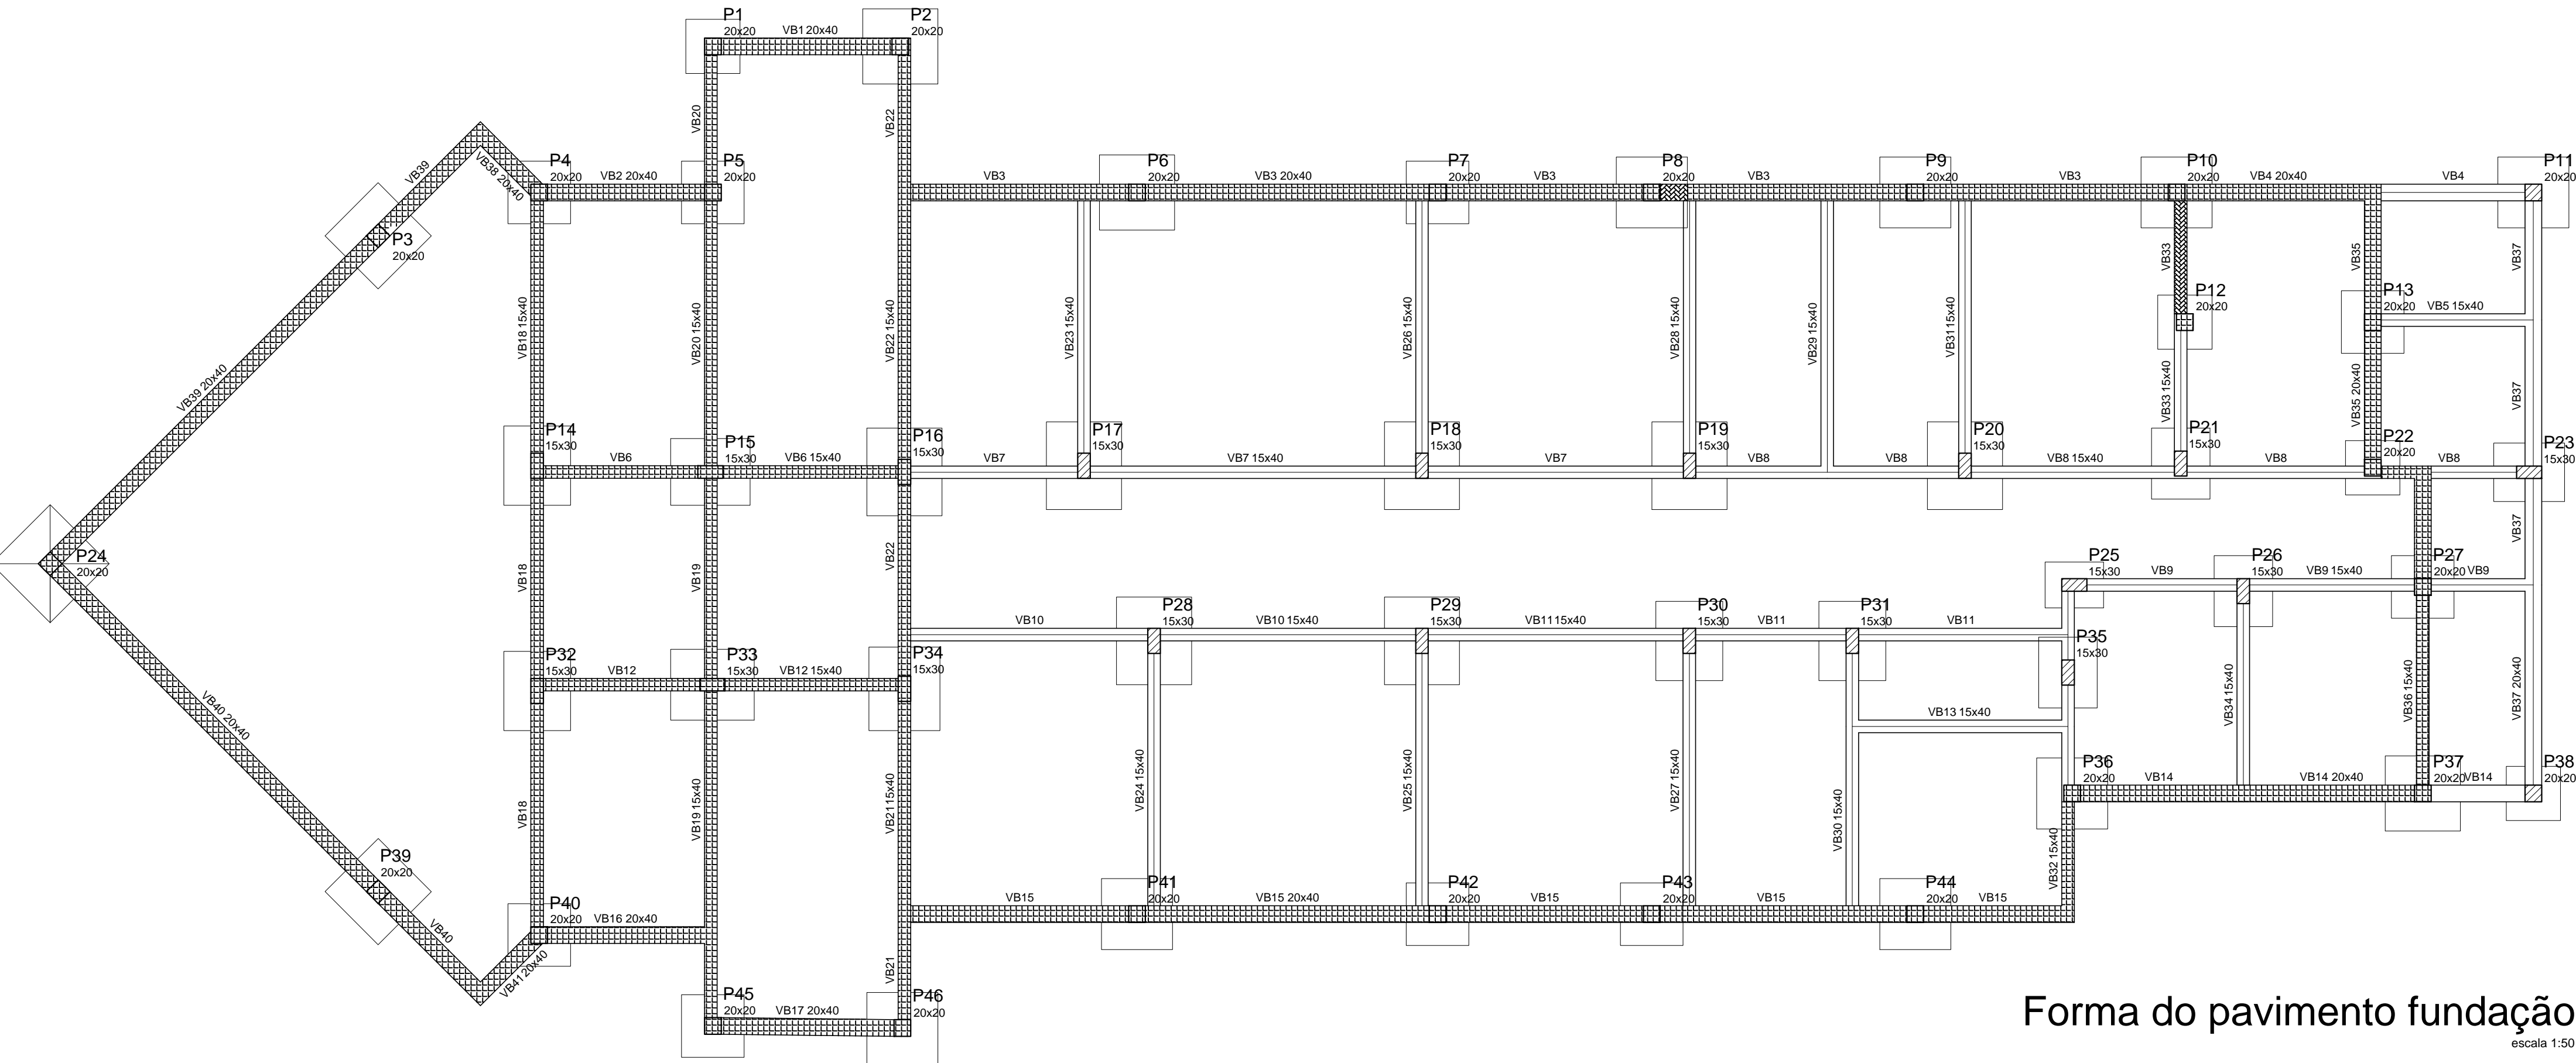 P1
20x20
VB1 20x40
P2
20x20
VB20
VB22
P4
20x20
VB2 20x40
P5
20x20
VB39
VB38 20x40
P3
20x20
VB3
P6
20x20
VB3 20x40
P7
20x20
VB3
P8
20x20
VB3
P9
20x20
VB3
P10
20x20
VB4 20x40
VB4
P11
20x20
VB33
VB35
VB37
P12
20x20
P13
20x20
VB5 15x40
VB39 20x40
VB18 15x40
VB20 15x40
VB22 15x40
VB23 15x40
VB26 15x40
VB28 15x40
VB29 15x40
VB31 15x40
VB33 15x40
VB35 20x40
VB37
P14
15x30
VB6
P15
15x30
VB6 15x40
P16
15x30
VB7
P17
15x30
VB7 15x40
P18
15x30
VB7
P19
15x30
VB8
VB8
P20
15x30
VB8 15x40
P21
15x30
VB8
P22
20x20
VB8
P23
15x30
P24
20x20
VB18
VB19
VB22
VB37
P25
15x30
VB9
P26
15x30
VB9 15x40
P27
20x20
VB9
VB10
P28
15x30
VB10 15x40
P29
15x30
VB11 15x40
P30
15x30
VB11
P31
15x30
VB11
P35
15x30
P32
15x30
VB12
P33
15x30
VB12 15x40
P34
15x30
VB40 20x40
VB13 15x40
VB34 15x40
VB36 15x40
VB37 20x40
VB18
VB19 15x40
VB21 15x40
VB24 15x40
VB25 15x40
VB27 15x40
VB30 15x40
VB32 15x40
P36
20x20
VB14
VB14 20x40
P37
20x20
VB14
P38
20x20
P39
20x20
VB40
P40
20x20
VB16 20x40
VB41 20x40
VB15
P41
20x20
VB15 20x40
P42
20x20
VB15
P43
20x20
VB15
P44
20x20
VB15
VB21
P45
20x20
VB17 20x40
P46
20x20
Forma do pavimento fundação
escala 1:50